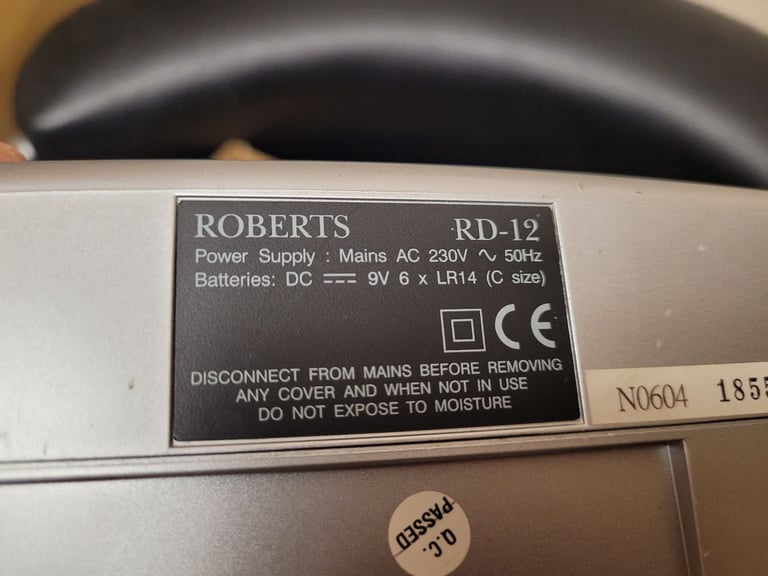 ROBERTS RD-12
Power Supply : Mains AC 230V ∿ 50Hz
Batteries: DC ⎓ 9V 6 x LR14 (C size)
CE
DISCONNECT FROM MAINS BEFORE REMOVING
ANY COVER AND WHEN NOT IN USE
DO NOT EXPOSE TO MOISTURE
N0604 1855
Q.C.
PASSED